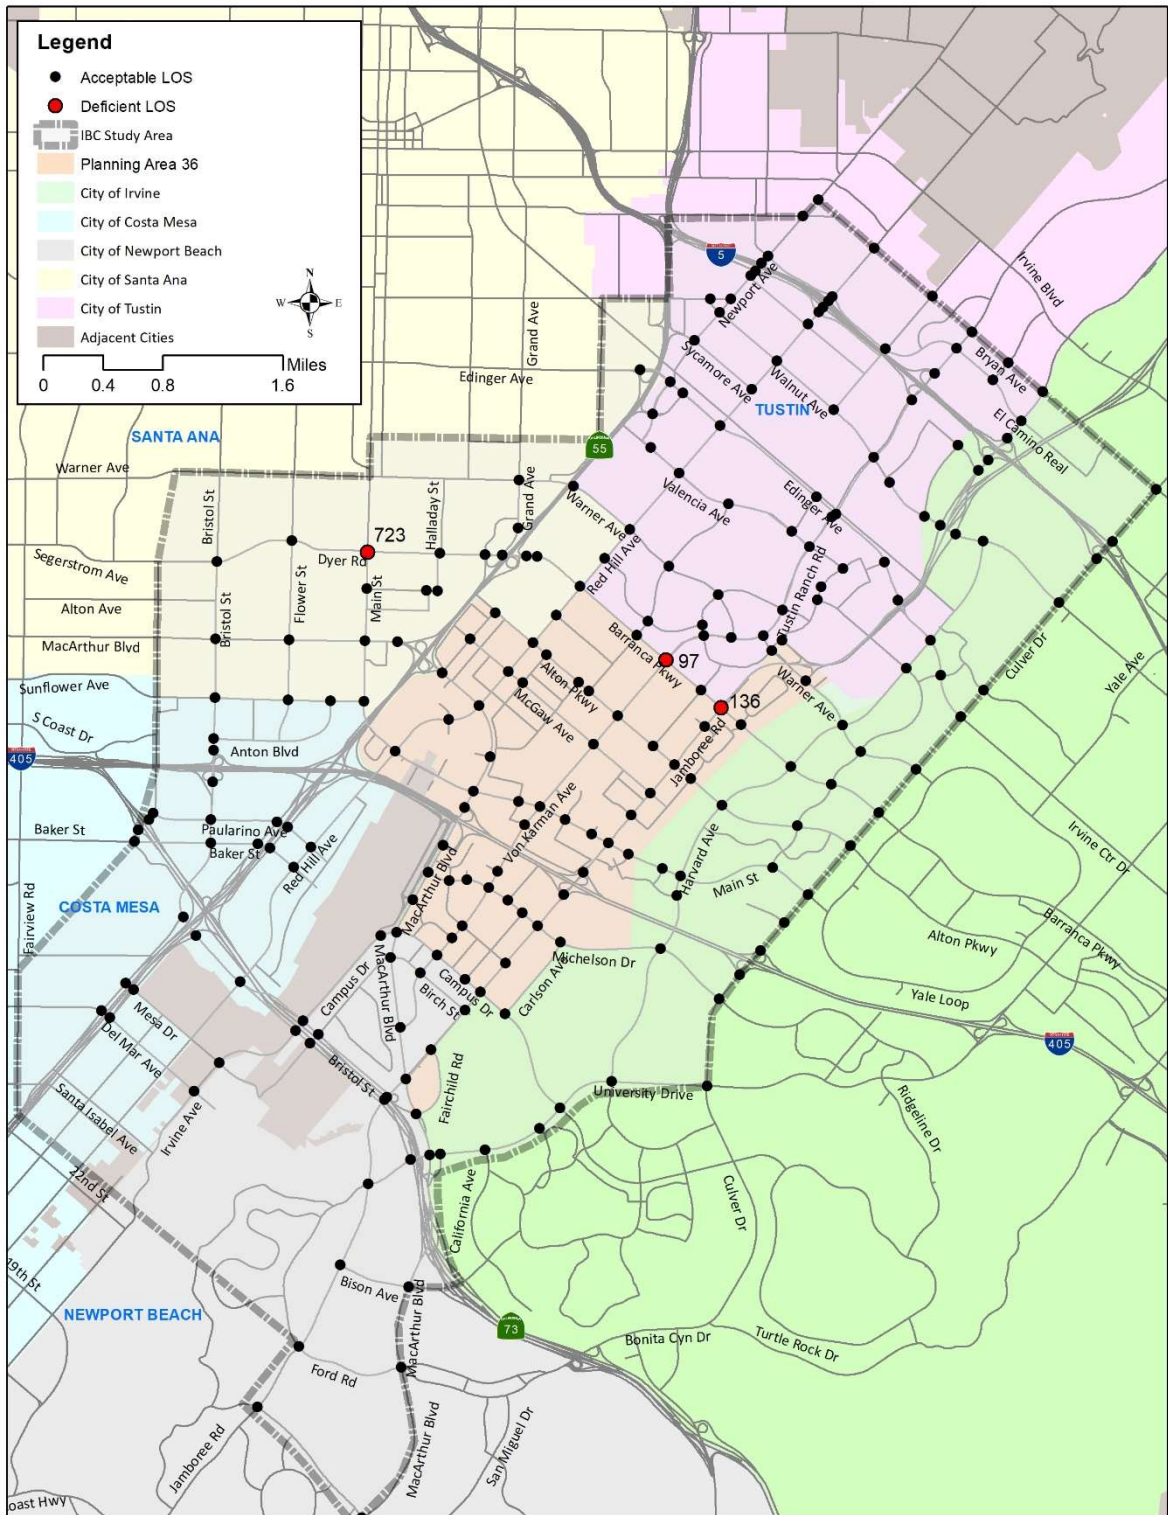 Legend
Acceptable LOS
Deficient LOS
IBC Study Area
Planning Area 36
City of Irvine
City of Costa Mesa
City of Newport Beach
City of Santa Ana
City of Tustin
Adjacent Cities
N
W E
S
Miles
0 0.4 0.8 1.6
5
Irvine Blvd
Newport Ave
Grand Ave
Sycamore Ave
Bryan Ave
Edinger Ave
Walnut Ave
TUSTIN
El Camino Real
SANTA ANA
55
Warner Ave
Bristol St
Halladay St
Grand Ave
Warner Ave
Valencia Ave
Edinger Ave
723
Dyer Rd
Segerstrom Ave
Red Hill Ave
Tustin Ranch Rd
Alton Ave
Bristol St
Flower St
Main St
MacArthur Blvd
Barranca Pkwy
97
Culver Dr
Yale Ave
Sunflower Ave
Alton Pkwy
Warner Ave
136
S Coast Dr
McGaw Ave
Anton Blvd
Jamboree Rd
405
Baker St
Paularino Ave
Baker St
Red Hill Ave
Von Karman Ave
MacArthur Blvd
Harvard Ave
Main St
Irvine Ctr Dr
Fairview Rd
COSTA MESA
Barranca Pkwy
Alton Pkwy
Michelson Dr
Campus Dr
MacArthur Blvd
Birch St
Campus Dr
Carlson Ave
Yale Loop
Mesa Dr
Del Mar Ave
405
Bristol St
Fairchild Rd
University Drive
Ridgeline Dr
Santa Isabel Ave
Irvine Ave
22nd St
California Ave
Culver Dr
19th St
Bison Ave
MacArthur Blvd
NEWPORT BEACH
73
Bonita Cyn Dr
Turtle Rock Dr
Ford Rd
Jamboree Rd
MacArthur Blvd
San Miguel Dr
oast Hwy